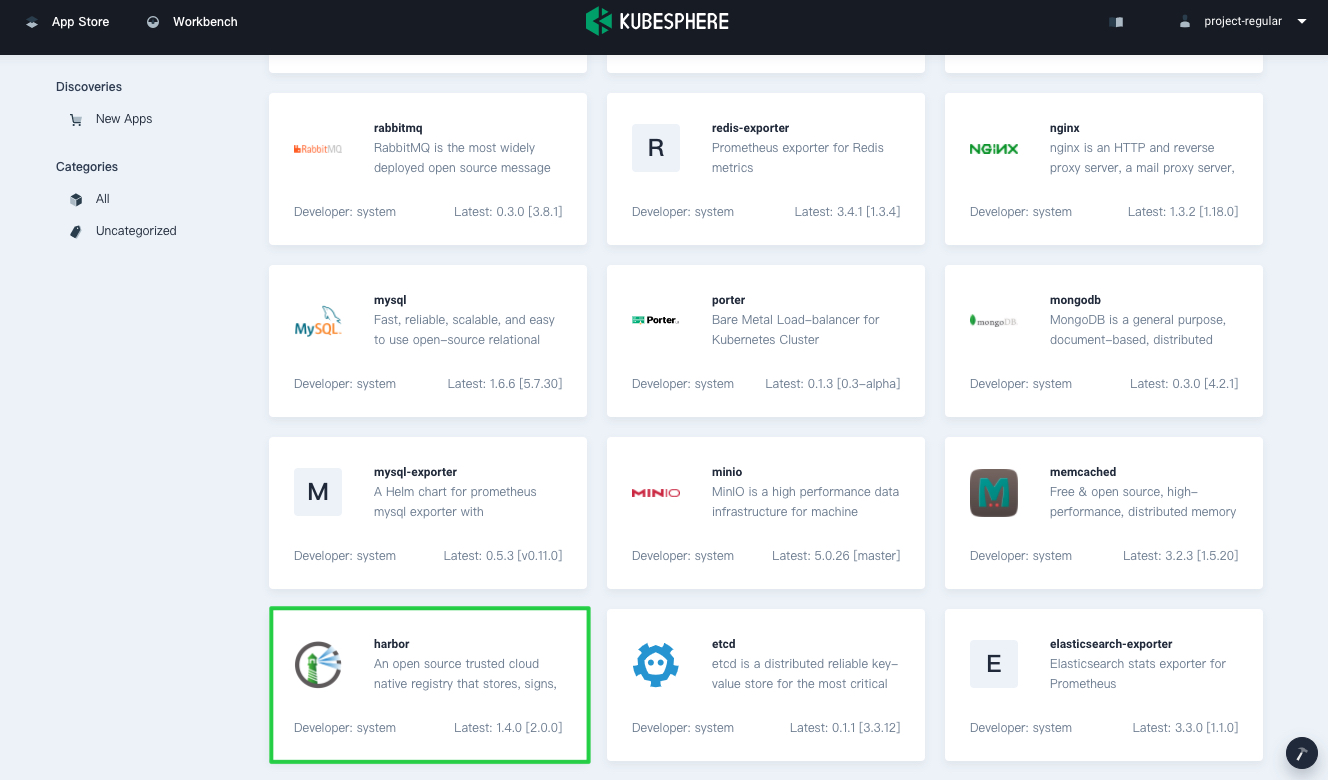 App Store
Workbench
KUBESPHERE
project-regular
Discoveries
New Apps
Categories
All
Uncategorized
RabbitMQ
rabbitmq
RabbitMQ is the most widely
deployed open source message
Developer: system
Latest: 0.3.0 [3.8.1]
R
redis-exporter
Prometheus exporter for Redis
metrics
Developer: system
Latest: 3.4.1 [1.3.4]
NGINX
nginx
nginx is an HTTP and reverse
proxy server, a mail proxy server,
Developer: system
Latest: 1.3.2 [1.18.0]
MySQL
mysql
Fast, reliable, scalable, and easy
to use open-source relational
Developer: system
Latest: 1.6.6 [5.7.30]
Porter
porter
Bare Metal Load-balancer for
Kubernetes Cluster
Developer: system
Latest: 0.1.3 [0.3-alpha]
mongoDB
mongodb
MongoDB is a general purpose,
document-based, distributed
Developer: system
Latest: 0.3.0 [4.2.1]
M
mysql-exporter
A Helm chart for prometheus
mysql exporter with
Developer: system
Latest: 0.5.3 [v0.11.0]
MINIO
minio
MinIO is a high performance data
infrastructure for machine
Developer: system
Latest: 5.0.26 [master]
M
memcached
Free & open source, high-
performance, distributed memory
Developer: system
Latest: 3.2.3 [1.5.20]
harbor
An open source trusted cloud
native registry that stores, signs,
Developer: system
Latest: 1.4.0 [2.0.0]
etcd
etcd is a distributed reliable key-
value store for the most critical
Developer: system
Latest: 0.1.1 [3.3.12]
E
elasticsearch-exporter
Elasticsearch stats exporter for
Prometheus
Developer: system
Latest: 3.3.0 [1.1.0]